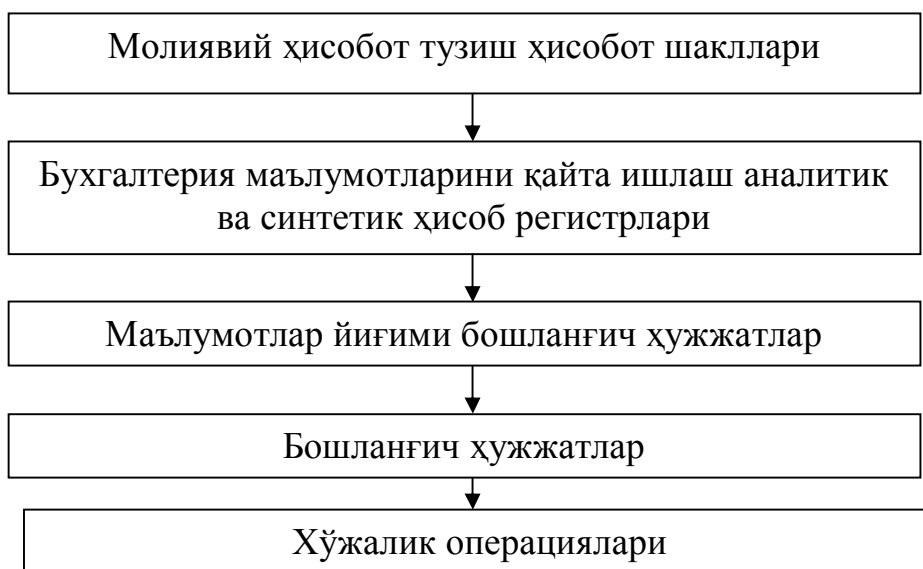 Молиявий ҳисобот тузиш ҳисобот шакллари
Бухгалтерия маълумотларини қайта ишлаш аналитик
ва синтетик ҳисоб регистрлари
Маълумотлар йиғими бошланғич ҳужжатлар
Бошланғич ҳужжатлар
Хўжалик операциялари